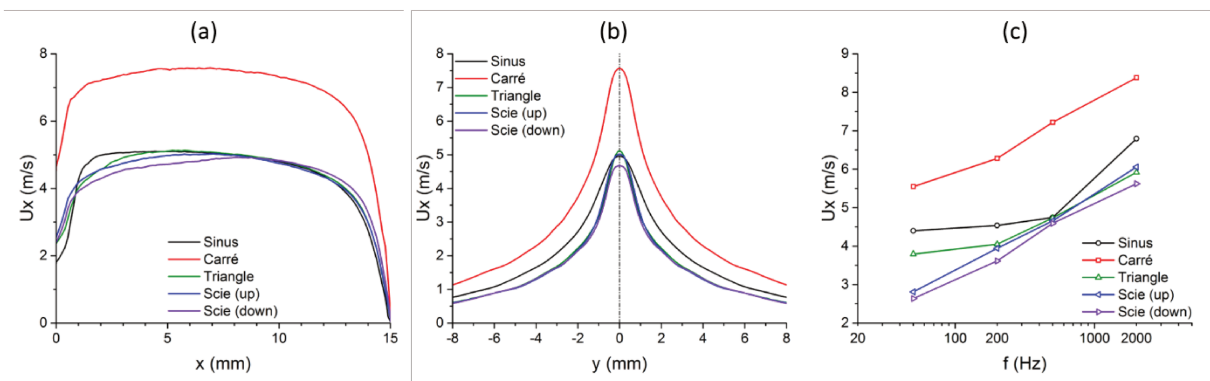 (a)
8
6
4
2
0
Ux (m/s)
0 5 10 15
x (mm)
Sinus
Carré
Triangle
Scie (up)
Scie (down)
(b)
8
7
6
5
4
3
2
1
0
Ux (m/s)
-8 -6 -4 -2 0 2 4 6 8
y (mm)
Sinus
Carré
Triangle
Scie (up)
Scie (down)
(c)
9
8
7
6
5
4
3
2
Ux (m/s)
20 100 200 1000 2000
f (Hz)
Sinus
Carré
Triangle
Scie (up)
Scie (down)